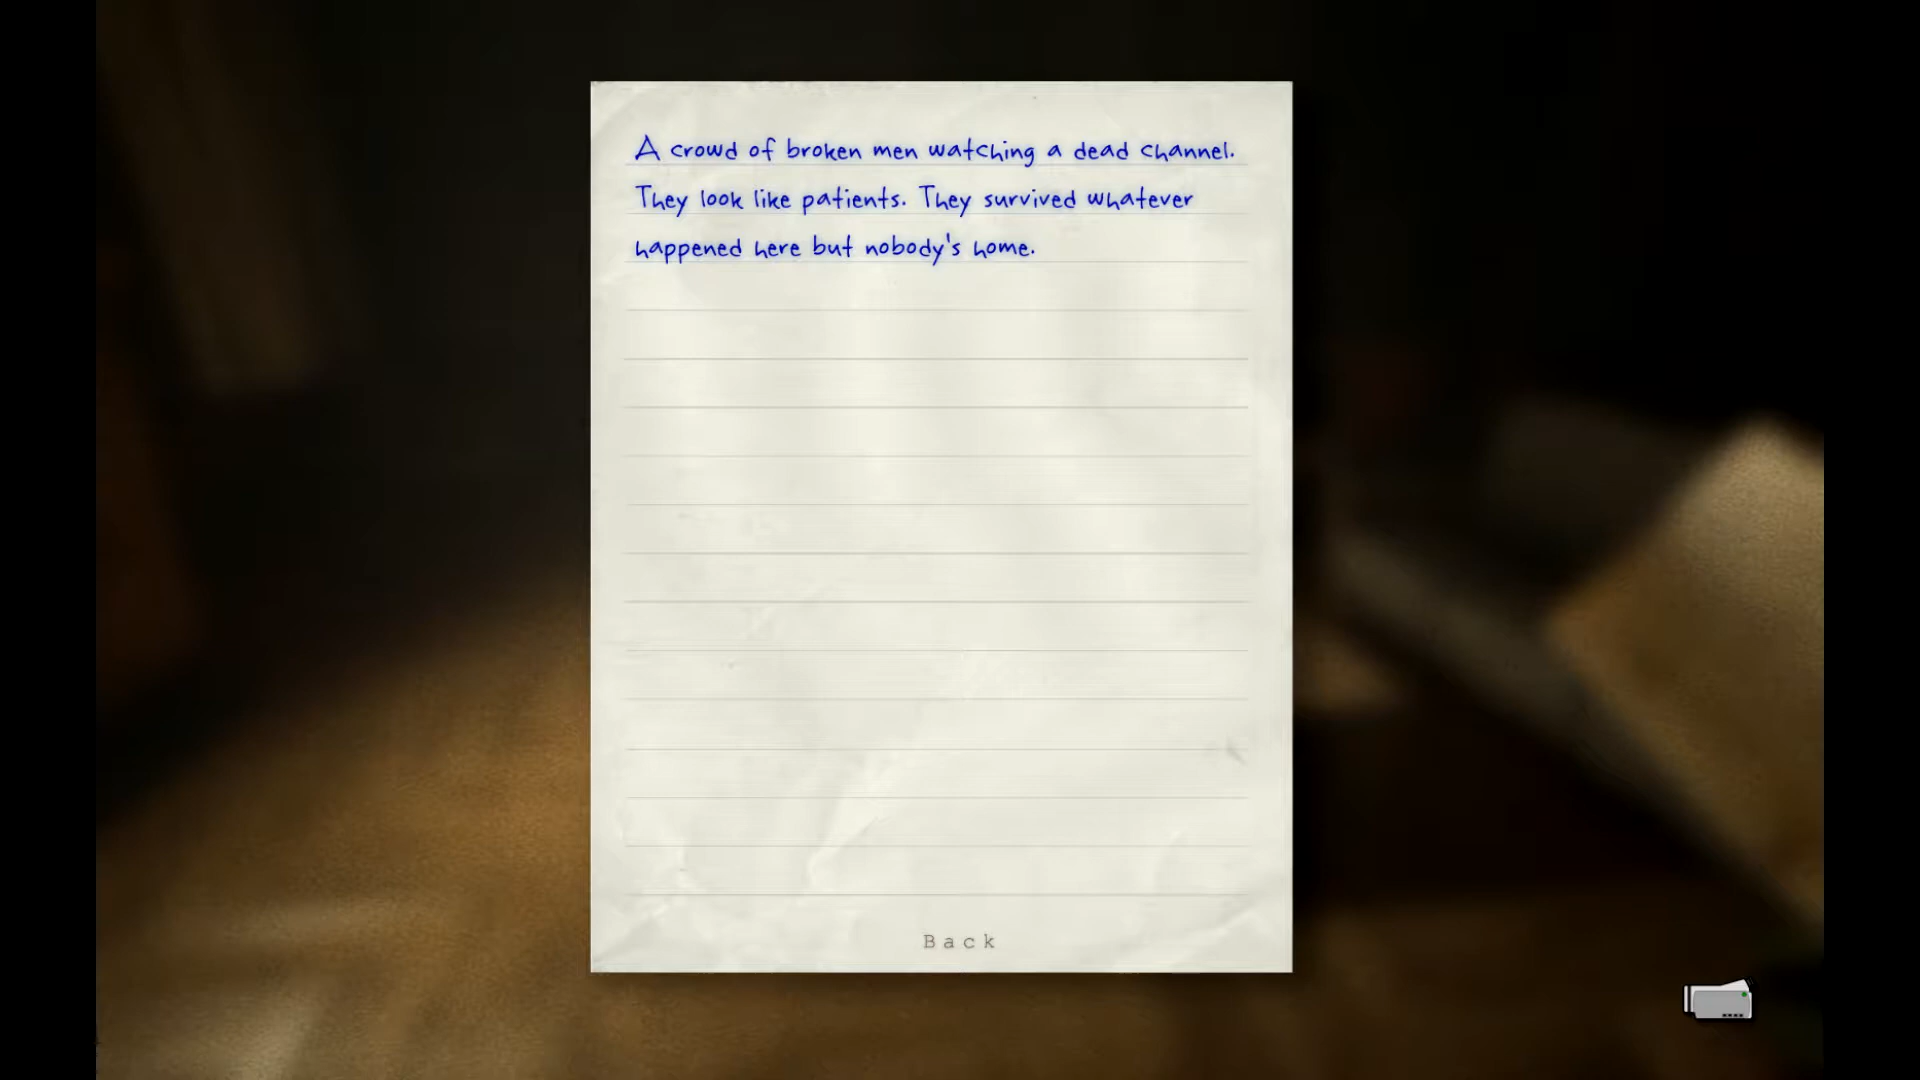 A crowd of broken men watching a dead channel.
They look like patients. They survived whatever
happened here but nobody's home.
Back